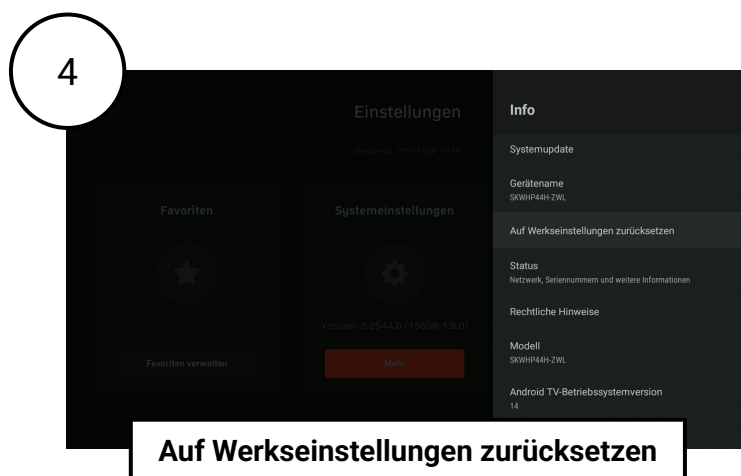 4
Einstellungen
Info
Systemupdate
Gerätename
SKWHP44H-ZWL
Favoriten
Systemeinstellungen
Auf Werkseinstellungen zurücksetzen
Status
Netzwerk, Seriennummern und weitere Informationen
Rechtliche Hinweise
Version: 2.2544.0 (15608-1.8.0)
Modell
SKWHP44H-ZWL
Favoriten verwalten
Mehr
Android TV-Betriebssystemversion
14
Auf Werkseinstellungen zurücksetzen